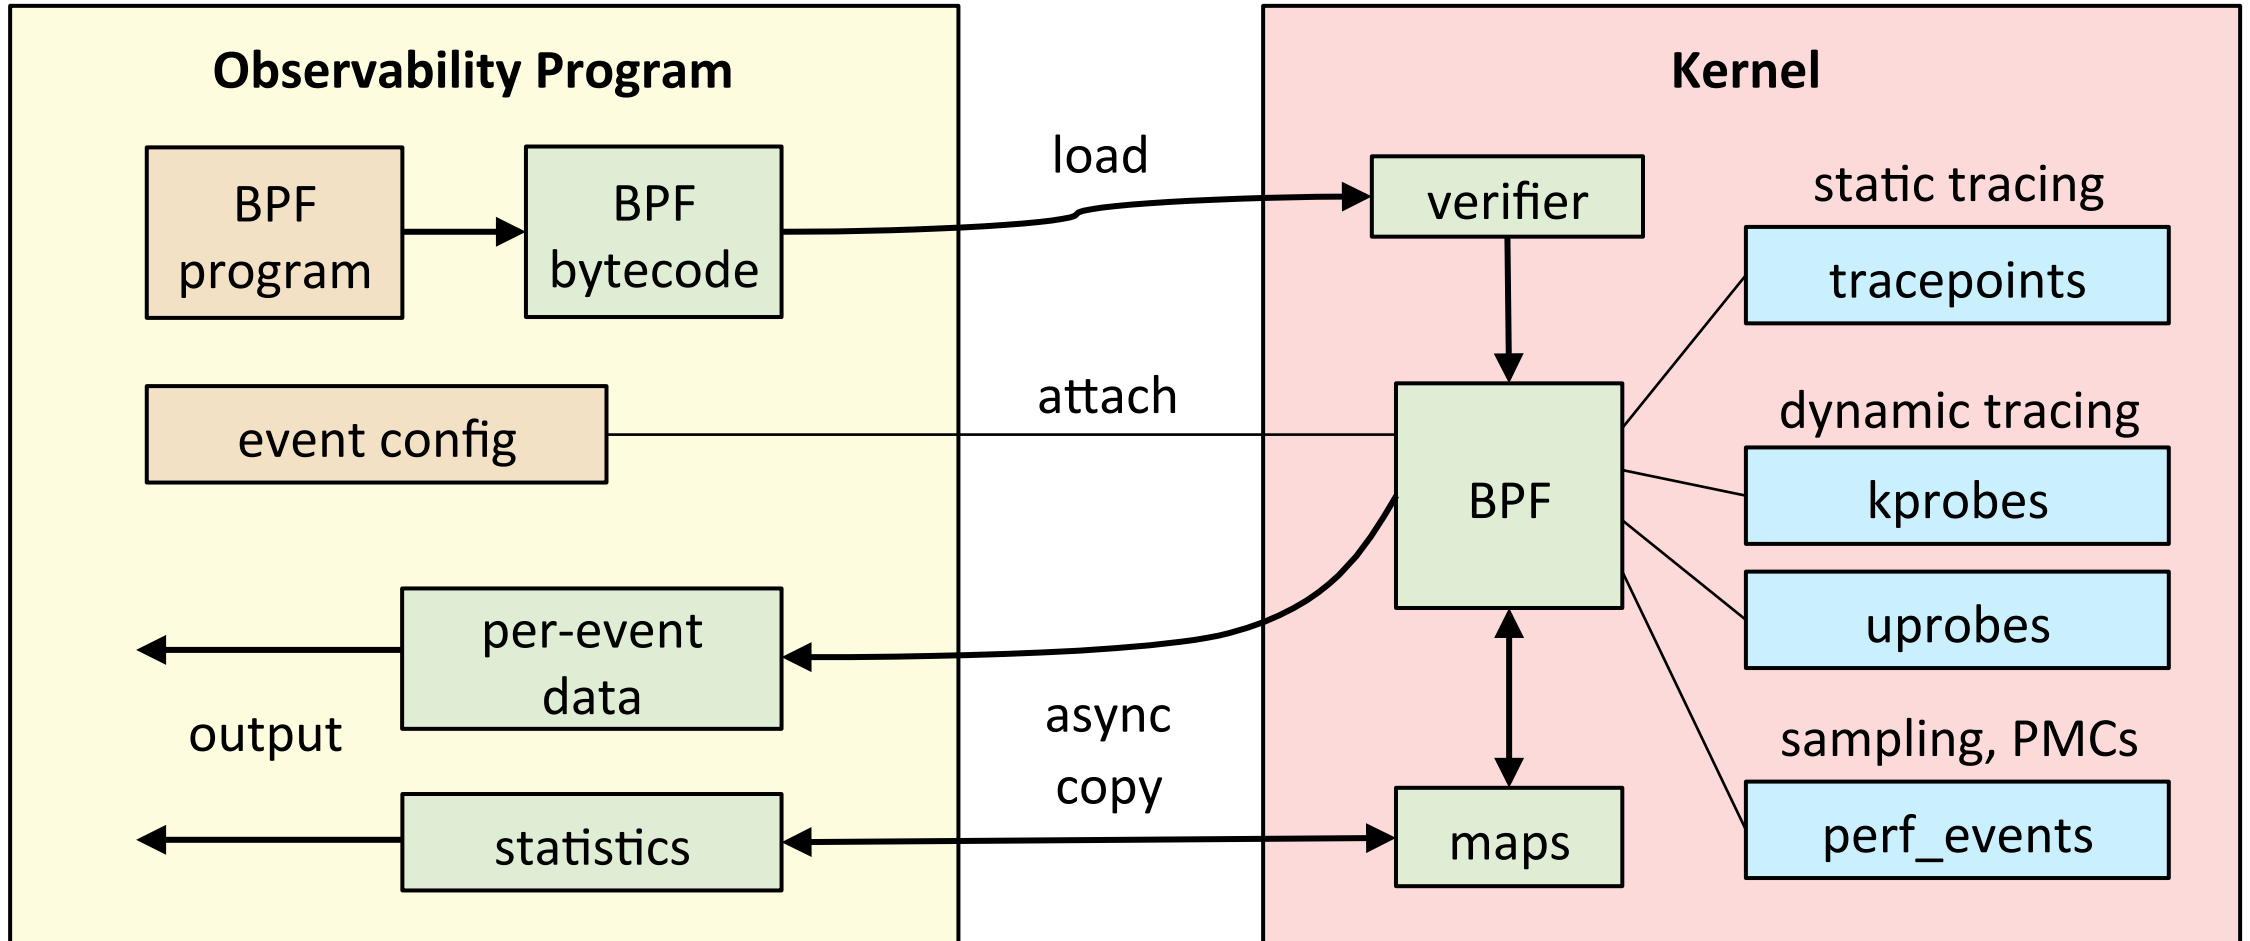 Observability Program
BPF
program
BPF
bytecode
event config
per-event
data
output
statistics
load
attach
async
copy
Kernel
verifier
BPF
maps
static tracing
tracepoints
dynamic tracing
kprobes
uprobes
sampling, PMCs
perf_events